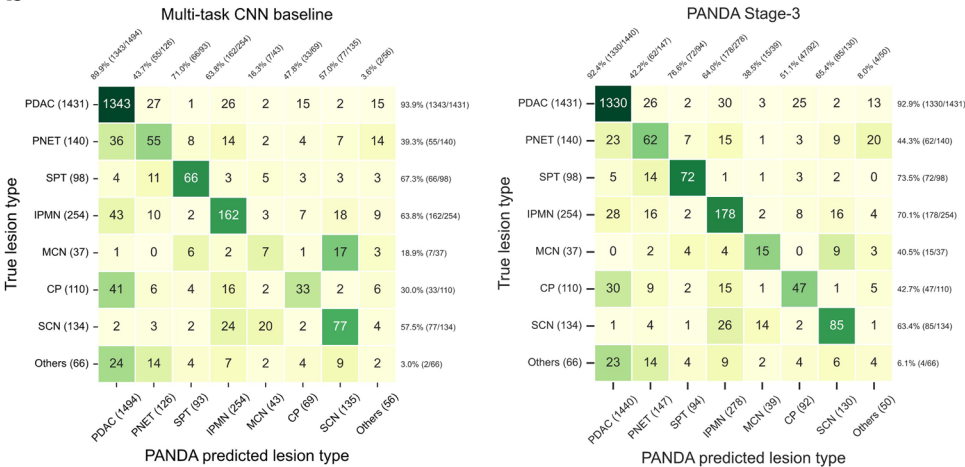 Multi-task CNN baseline
89.9% (1343/1494)
43.7% (55/126)
71.0% (66/93)
63.8% (162/254)
16.3% (7/43)
47.8% (33/69)
57.0% (77/135)
3.6% (2/56)
True lesion type
PDAC (1431) 1343 27 1 26 2 15 2 15 93.9% (1343/1431)
PNET (140) 36 55 8 14 2 4 7 14 39.3% (55/140)
SPT (98) 4 11 66 3 5 3 3 3 67.3% (66/98)
IPMN (254) 43 10 2 162 3 7 18 9 63.8% (162/254)
MCN (37) 1 0 6 2 7 1 17 3 18.9% (7/37)
CP (110) 41 6 4 16 2 33 2 6 30.0% (33/110)
SCN (134) 2 3 2 24 20 2 77 4 57.5% (77/134)
Others (66) 24 14 4 7 2 4 9 2 3.0% (2/66)
PDAC (1494)
PNET (126)
SPT (93)
IPMN (254)
MCN (43)
CP (69)
SCN (135)
Others (56)
PANDA predicted lesion type
PANDA Stage-3
92.4% (1330/1440)
42.2% (62/147)
76.6% (72/94)
64.0% (178/278)
38.5% (15/39)
51.1% (47/92)
65.4% (85/130)
8.0% (4/50)
True lesion type
PDAC (1431) 1330 26 2 30 3 25 2 13 92.9% (1330/1431)
PNET (140) 23 62 7 15 1 3 9 20 44.3% (62/140)
SPT (98) 5 14 72 1 1 3 2 0 73.5% (72/98)
IPMN (254) 28 16 2 178 2 8 16 4 70.1% (178/254)
MCN (37) 0 2 4 4 15 0 9 3 40.5% (15/37)
CP (110) 30 9 2 15 1 47 1 5 42.7% (47/110)
SCN (134) 1 4 1 26 14 2 85 1 63.4% (85/134)
Others (66) 23 14 4 9 2 4 6 4 6.1% (4/66)
PDAC (1440)
PNET (147)
SPT (94)
IPMN (278)
MCN (39)
CP (92)
SCN (130)
Others (50)
PANDA predicted lesion type